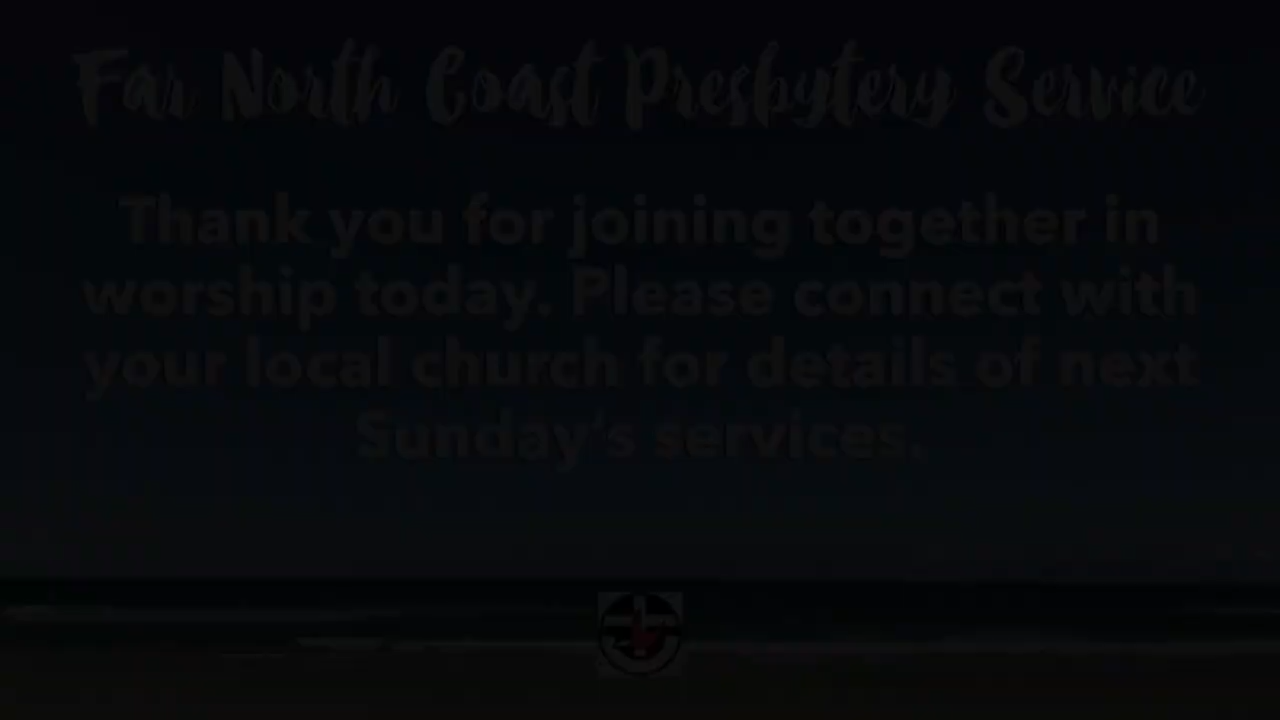 Far North Coast Presbytery Service
Thank you for joining together in
worship today. Please connect with
your local church for details of next
Sunday's services.